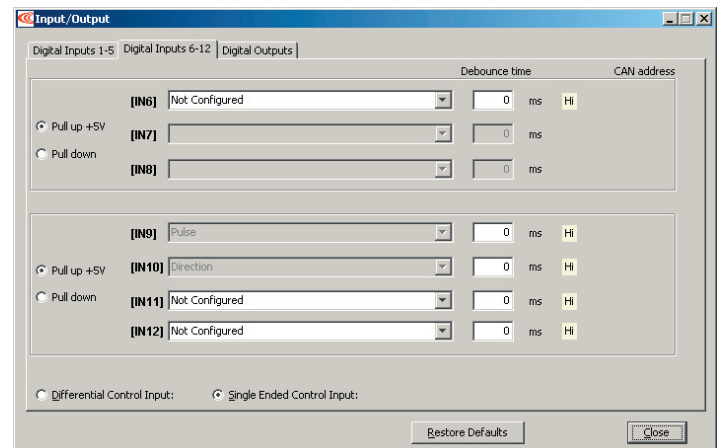 Input/Output
Digital Inputs 1-5 Digital Inputs 6-12 Digital Outputs
Debounce time CAN address
[IN6] Not Configured 0 ms Hi
Pull up +5V
[IN7] 0 ms
Pull down
[IN8] 0 ms
[IN9] Pulse 0 ms Hi
Pull up +5V [IN10] Direction 0 ms Hi
Pull down [IN11] Not Configured 0 ms Hi
[IN12] Not Configured 0 ms Hi
Differential Control Input: Single Ended Control Input:
Restore Defaults Close